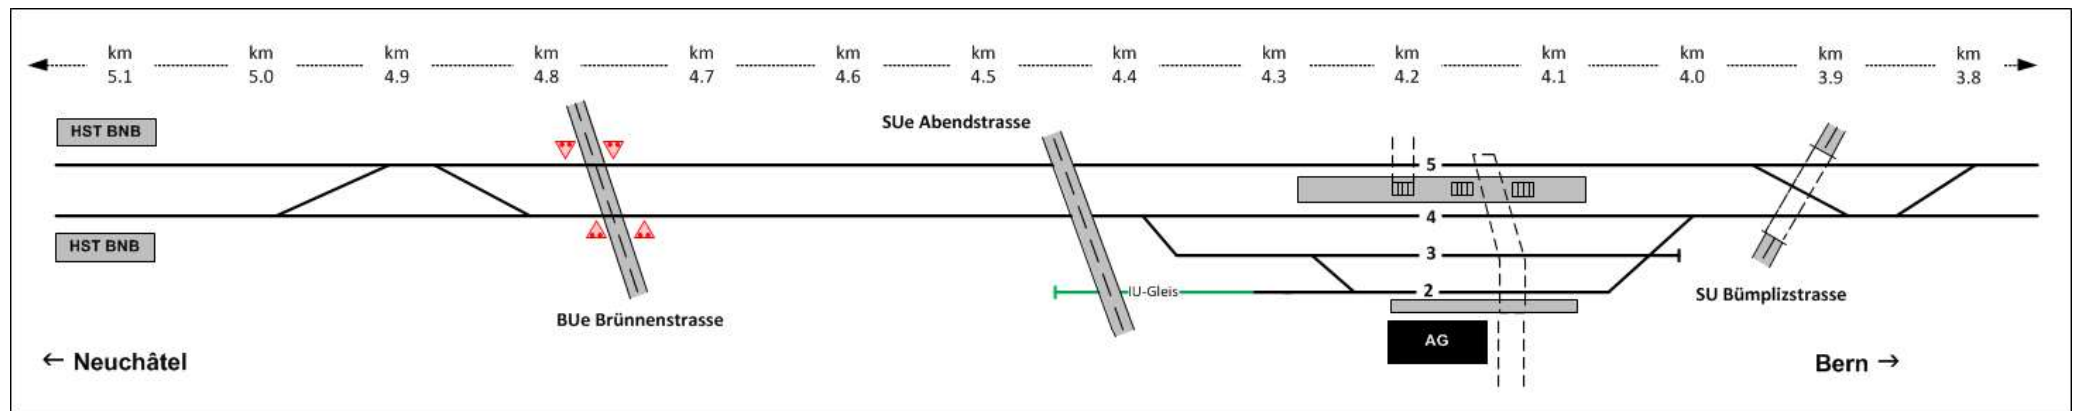 km km km km km km km km km km km km km km
5.1 5.0 4.9 4.8 4.7 4.6 4.5 4.4 4.3 4.2 4.1 4.0 3.9 3.8
SUe Abendstrasse
HST BNB
5
4
HST BNB
3
IU-Gleis
2
SU Bümplizstrasse
BUe Brünnenstrasse
AG
← Neuchâtel
Bern →